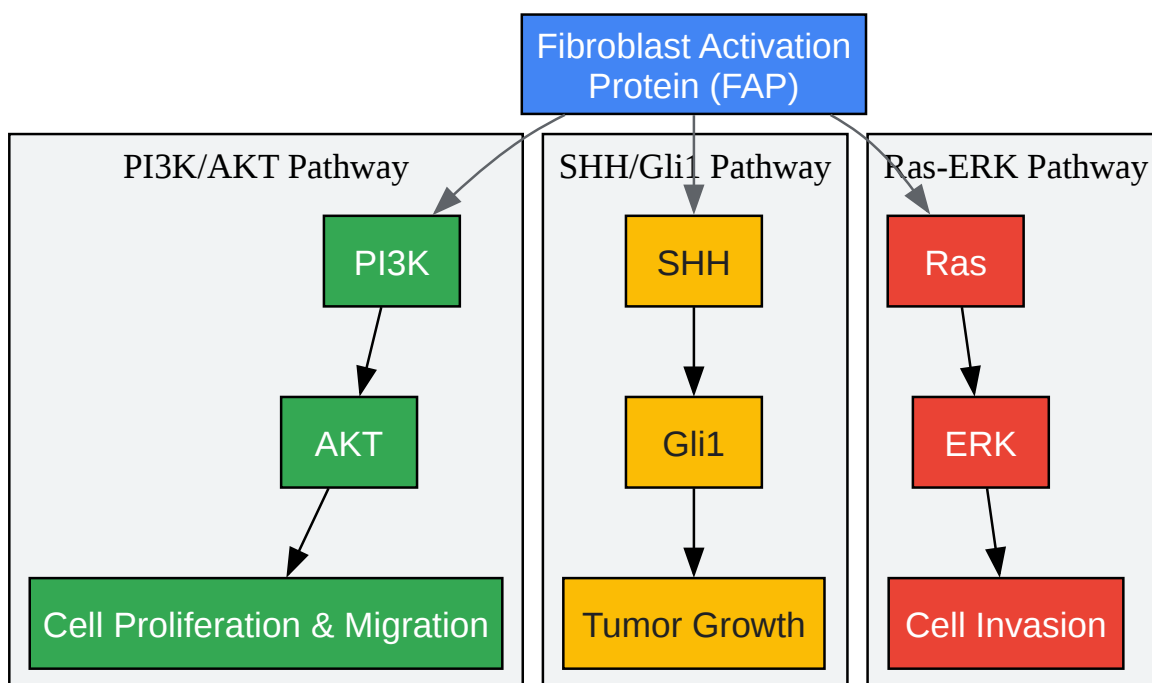 Fibroblast Activation
Protein (FAP)
PI3K/AKT Pathway
SHH/Gli1 Pathway
Ras-ERK Pathway
PI3K
SHH
Ras
AKT
Gli1
ERK
Cell Proliferation & Migration
Tumor Growth
Cell Invasion